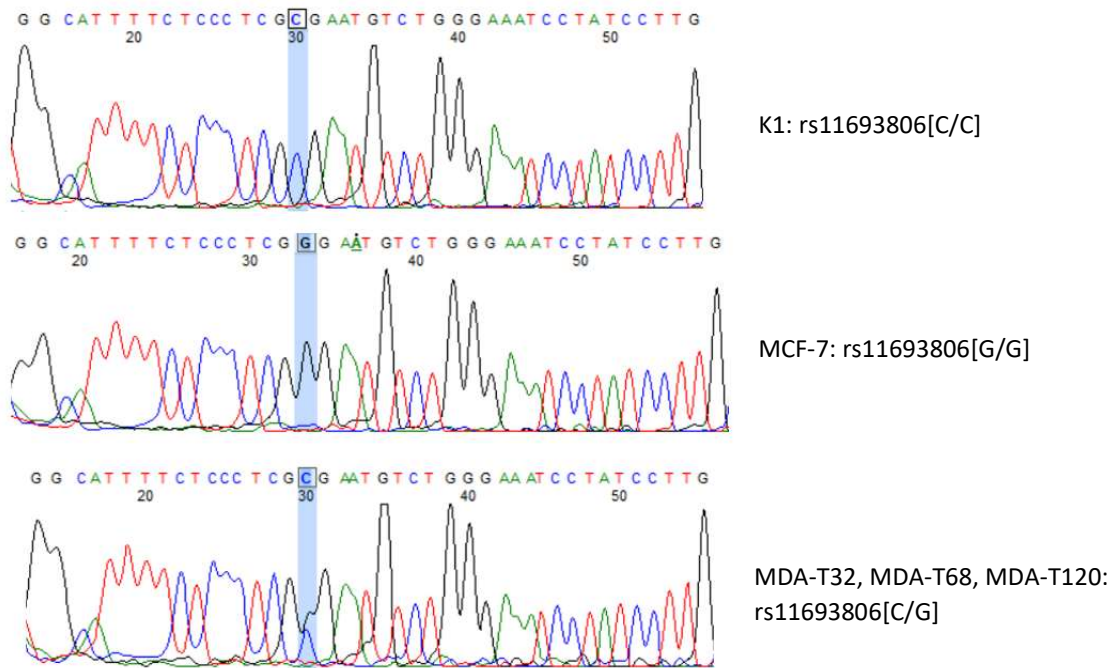 G G C A T T T T C T C C C T C G C G A A T G T C T G G G A A A T C C T A T C C T T G
20 30 40 50
K1: rs11693806[C/C]
G G C A T T T T C T C C C T C G G G A A T G T C T G G G A A A T C C T A T C C T T G
20 30 40 50
MCF-7: rs11693806[G/G]
G G C A T T T T C T C C C T C G C G A A T G T C T G G G A A A T C C T A T C C T T G
20 30 40 50
MDA-T32, MDA-T68, MDA-T120:
rs11693806[C/G]